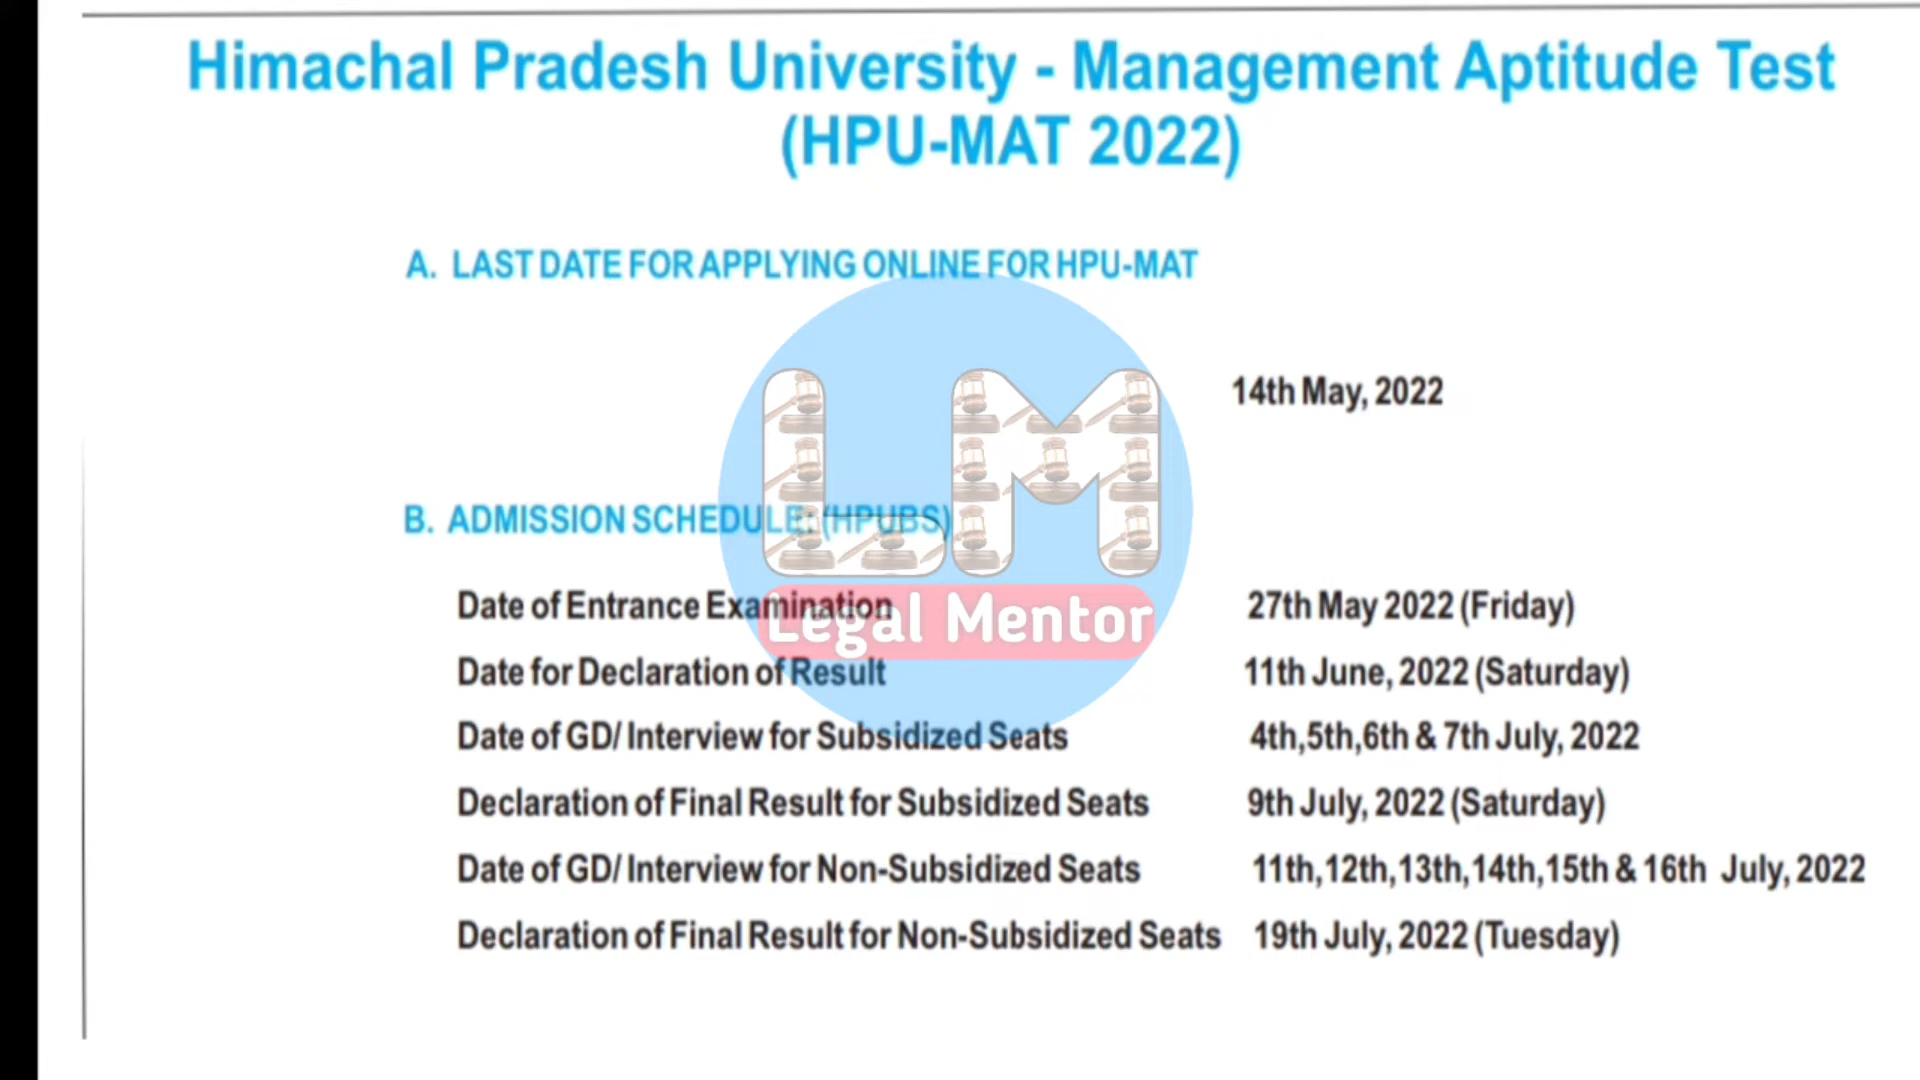 Himachal Pradesh University - Management Aptitude Test
(HPU-MAT 2022)
A. LAST DATE FOR APPLYING ONLINE FOR HPU-MAT
14th May, 2022
B. ADMISSION SCHEDULE: (HPUBS)
Date of Entrance Examination 27th May 2022 (Friday)
Date for Declaration of Result 11th June, 2022 (Saturday)
Date of GD/ Interview for Subsidized Seats 4th,5th,6th & 7th July, 2022
Declaration of Final Result for Subsidized Seats 9th July, 2022 (Saturday)
Date of GD/ Interview for Non-Subsidized Seats 11th,12th,13th,14th,15th & 16th July, 2022
Declaration of Final Result for Non-Subsidized Seats 19th July, 2022 (Tuesday)
LM
Legal Mentor